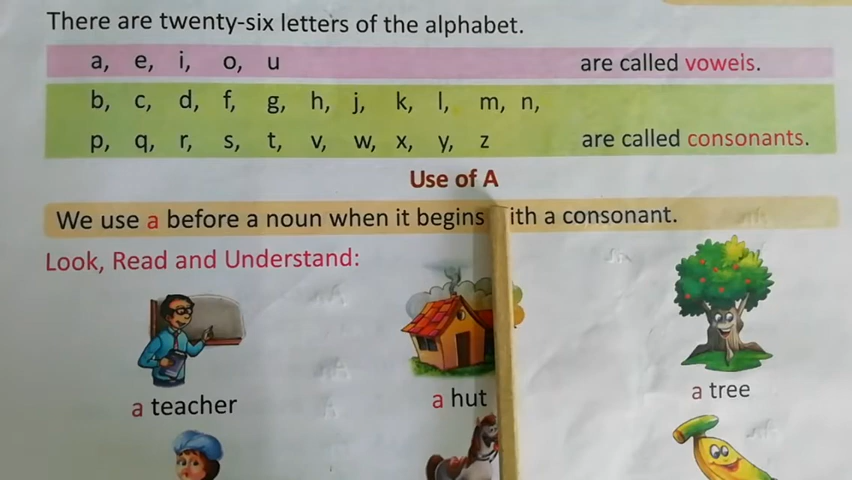 There are twenty-six letters of the alphabet.
a, e, i, o, u are called vowels.
b, c, d, f, g, h, j, k, l, m, n,
p, q, r, s, t, v, w, x, y, z are called consonants.
Use of A
We use a before a noun when it begins ith a consonant.
Look, Read and Understand:
a teacher a hut a tree